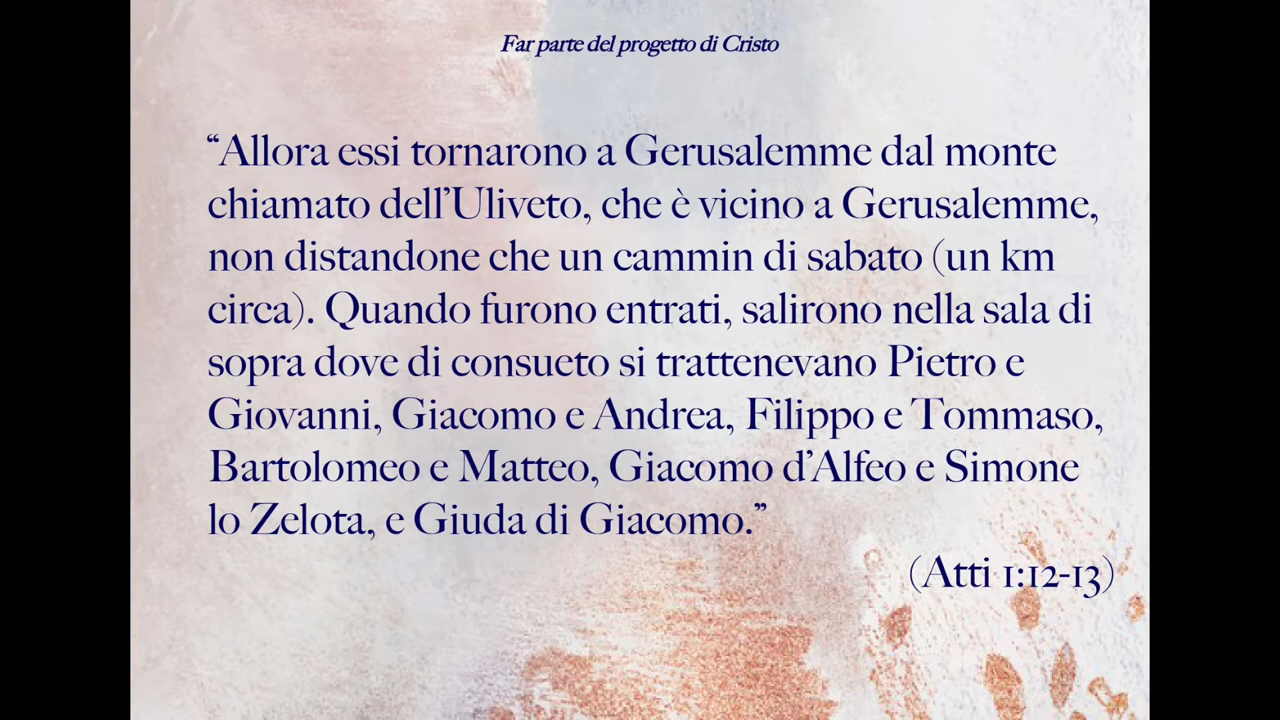 Far parte del progetto di Cristo
“Allora essi tornarono a Gerusalemme dal monte
chiamato dell’Uliveto, che è vicino a Gerusalemme,
non distandone che un cammin di sabato (un km
circa). Quando furono entrati, salirono nella sala di
sopra dove di consueto si trattenevano Pietro e
Giovanni, Giacomo e Andrea, Filippo e Tommaso,
Bartolomeo e Matteo, Giacomo d’Alfeo e Simone
lo Zelota, e Giuda di Giacomo.”
(Atti 1:12-13)